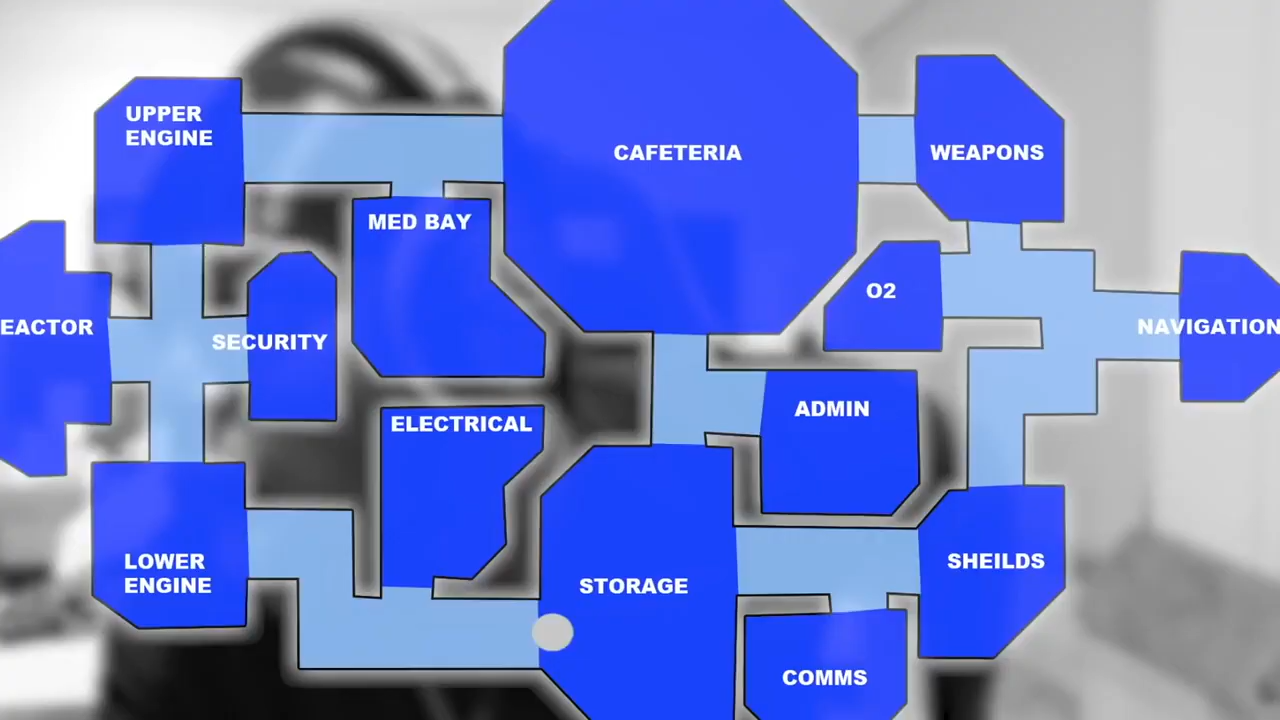 UPPER
ENGINE
CAFETERIA
WEAPONS
MED BAY
O2
EACTOR
SECURITY
NAVIGATION
ELECTRICAL
ADMIN
LOWER
ENGINE
STORAGE
SHEILDS
COMMS